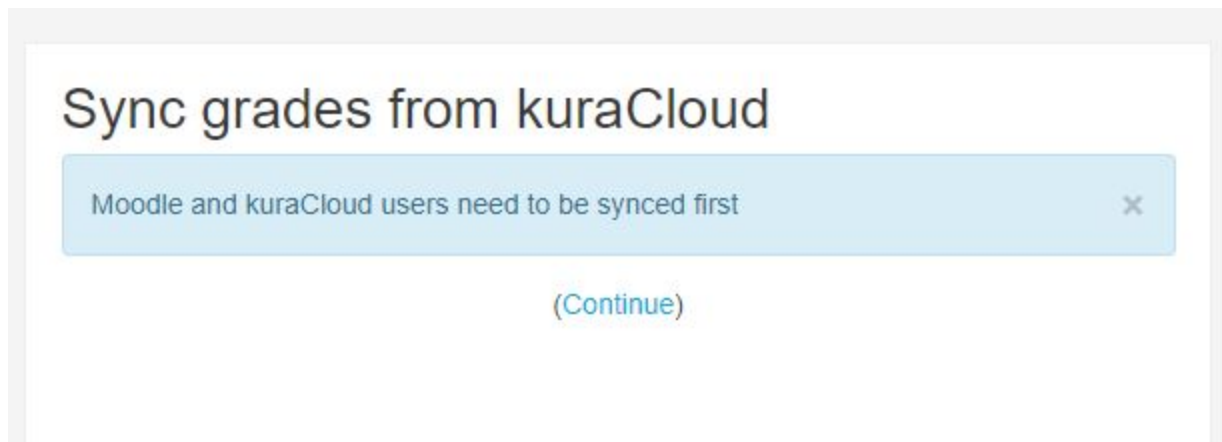 Sync grades from kuraCloud
Moodle and kuraCloud users need to be synced first ×
(Continue)